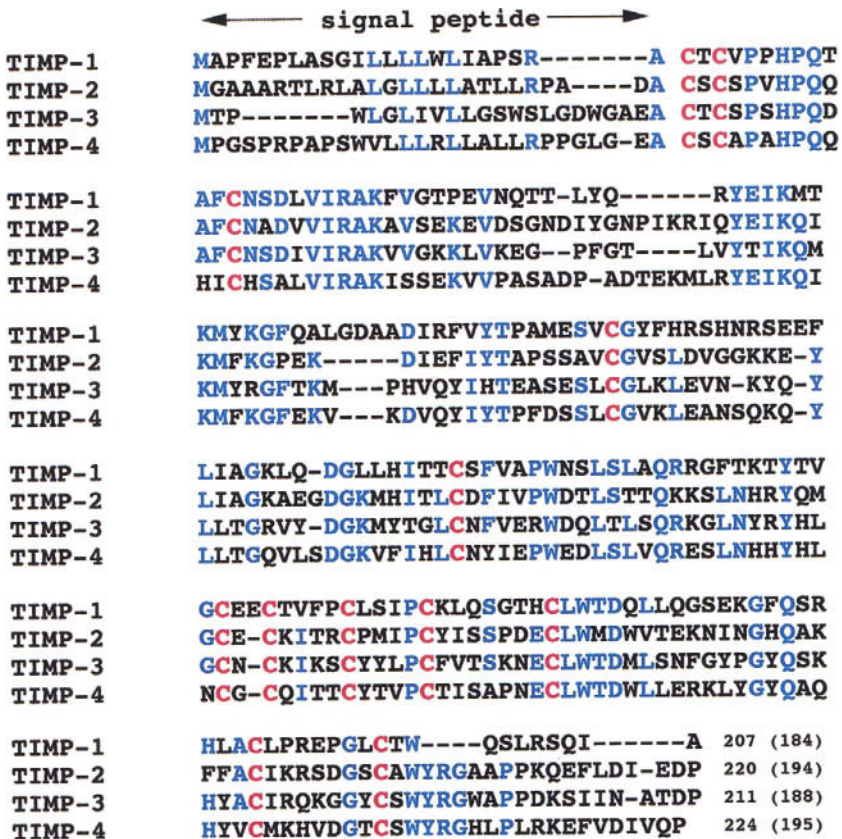 signal peptide
TIMP-1 MAPFEPLASGILLLLWLIAPSR-------A CTCVPPHPQT
TIMP-2 MGAAARTLRLALGLLLLATLLRPA----DA CSCSPVHPQQ
TIMP-3 MTP-------WLGLIVLLGSWSLGDWGAEA CTCSPSHPQD
TIMP-4 MPGSPRPAPSWVLLLRLLALLRPPGLG-EA CSCAPAHPQQ
TIMP-1 AFCNSDLVIRAKFVGTPEVNQTT-LYQ------RYEIKMT
TIMP-2 AFCNADVVIRAKAVSEKEVDSGNDIYGNPIKRIQYEIKQI
TIMP-3 AFCNSDIVIRAKVVGKKLVKEG--PFGT----LVYTIKQM
TIMP-4 HICHSALVIRAKISSEKVVPASADP-ADTEKMLRYEIKQI
TIMP-1 KMYKGFQALGDAADIRFVYTPAMESVCGYFHRSHNRSEEF
TIMP-2 KMFKGPEK-----DIEFIYTAPSSAVCGVSLDVGGKKE-Y
TIMP-3 KMYRGFTKM---PHVQYIHTEASESLCGLKLEVN-KYQ-Y
TIMP-4 KMFKGFEKV---KDVQYIYTPFDSSLCGVKLEANSQKQ-Y
TIMP-1 LIAGKLQ-DGLLHITTCSFVAPWNSLSLAQRRGFTKTYTV
TIMP-2 LIAGKAEGDGKMHITLCDFIVPWDTLSTTQKKSLNHRYQM
TIMP-3 LLTGRVY-DGKMYTGLCNFVERWDQLTLSQRKGLNYRYHL
TIMP-4 LLTGQVLSDGKVFIHLCNYIEPWEDLSLVQRESLNHHYHL
TIMP-1 GCEECTVFPCLSIPCKLQSGTHCLWTDQLLQGSEKGFQSR
TIMP-2 GCE-CKITRCPMIPCYISSPDECLWMDWVTEKNINGHQAK
TIMP-3 GCN-CKIKSCYYLPCFVTSKNECLWTDMLSNFGYPGYQSK
TIMP-4 NCG-CQITTCYTVPCTISAPNECLWTDWLLERKLYGYQAQ
TIMP-1 HLACLPREPGLCTW----QSLRSQI------A 207 (184)
TIMP-2 FFACIKRSDGSCAWYRGAAPPKQEFLDI-EDP 220 (194)
TIMP-3 HYACIRQKGGYCSWYRGWAPPDKSIIN-ATDP 211 (188)
TIMP-4 HYVCMKHVDGTCSWYRGHLPLRKEFVDIVQP 224 (195)